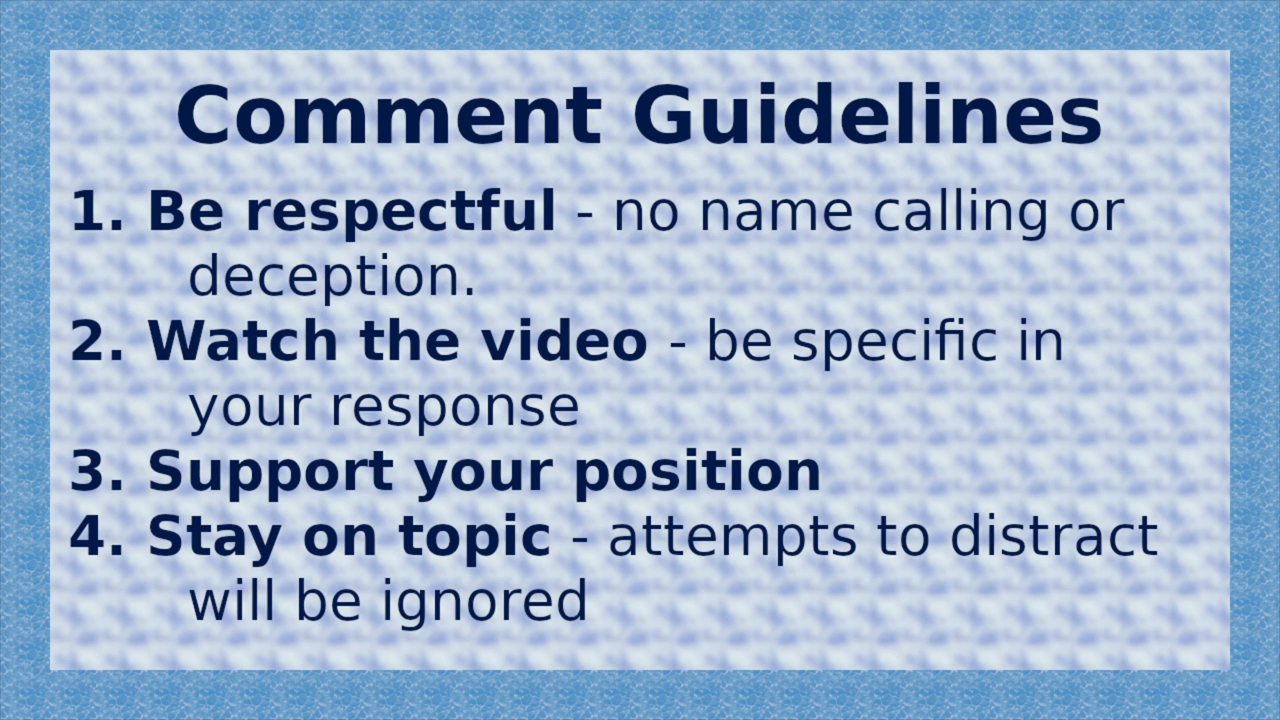 Comment Guidelines
1. Be respectful - no name calling or
deception.
2. Watch the video - be specific in
your response
3. Support your position
4. Stay on topic - attempts to distract
will be ignored